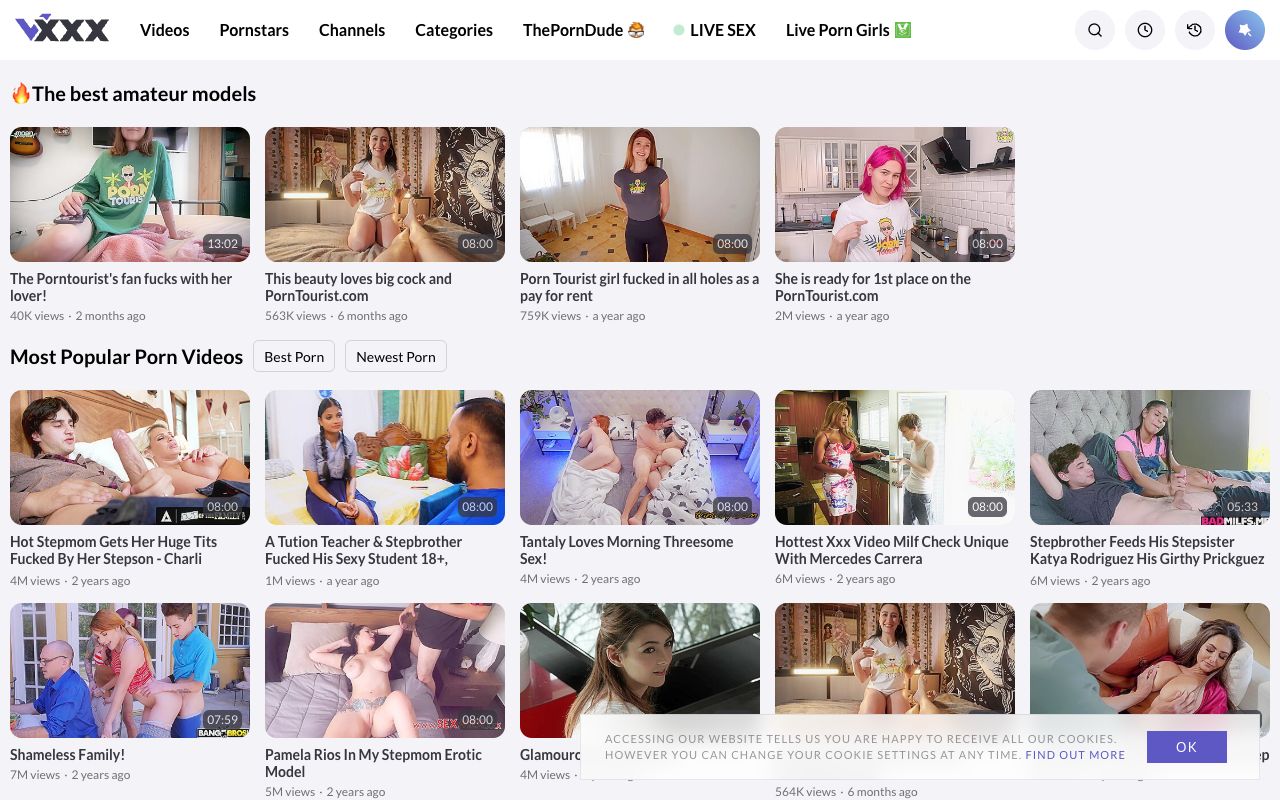 VXXX
Videos
Pornstars
Channels
Categories
ThePornDude
LIVE SEX
Live Porn Girls
The best amateur models
PORN
TOURIST
13:02
08:00
08:00
08:00
The Porntourist's fan fucks with her
lover!
40K views · 2 months ago
This beauty loves big cock and
PornTourist.com
563K views · 6 months ago
Porn Tourist girl fucked in all holes as a
pay for rent
759K views · a year ago
She is ready for 1st place on the
PornTourist.com
2M views · a year ago
Most Popular Porn Videos
Best Porn
Newest Porn
08:00
08:00
08:00
08:00
05:33
BADMILFS
Hot Stepmom Gets Her Huge Tits
Fucked By Her Stepson - Charli
4M views · 2 years ago
A Tution Teacher & Stepbrother
Fucked His Sexy Student 18+,
1M views · a year ago
Tantaly Loves Morning Threesome
Sex!
4M views · 2 years ago
Hottest Xxx Video Milf Check Unique
With Mercedes Carrera
6M views · 2 years ago
Stepbrother Feeds His Stepsister
Katya Rodriguez His Girthy Prickguez
6M views · 2 years ago
07:59
BANGBROS
08:00
Shameless Family!
7M views · 2 years ago
Pamela Rios In My Stepmom Erotic
Model
5M views · 2 years ago
4M views ·
564K views · 6 months ago
ACCESSING OUR WEBSITE TELLS US YOU ARE HAPPY TO RECEIVE ALL OUR COOKIES.
HOWEVER YOU CAN CHANGE YOUR COOKIE SETTINGS AT ANY TIME. FIND OUT MORE
OK